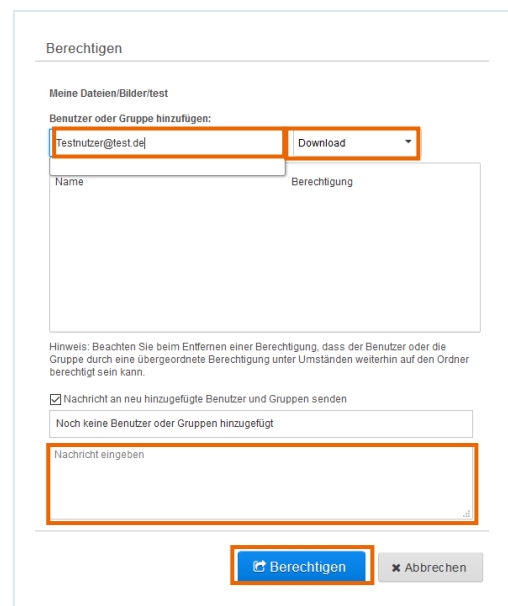 Berechtigen
Meine Dateien/Bilder/test
Benutzer oder Gruppe hinzufügen:
Testnutzer@test.de
Download
Name
Berechtigung
Hinweis: Beachten Sie beim Entfernen einer Berechtigung, dass der Benutzer oder die
Gruppe durch eine übergeordnete Berechtigung unter Umständen weiterhin auf den Ordner
berechtigt sein kann.
Nachricht an neu hinzugefügte Benutzer und Gruppen senden
Noch keine Benutzer oder Gruppen hinzugefügt
Nachricht eingeben
Berechtigen
Abbrechen